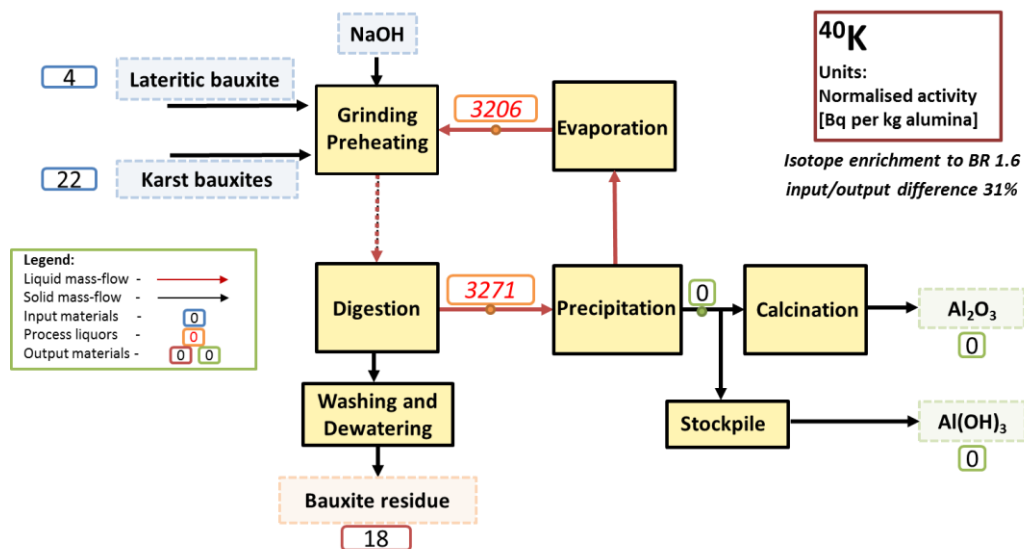 NaOH
⁴⁰K
Units:
Normalised activity
[Bq per kg alumina]
4
Lateritic bauxite
Grinding
Preheating
3206
Evaporation
Isotope enrichment to BR 1.6
input/output difference 31%
22
Karst bauxites
Legend:
Liquid mass-flow -
Solid mass-flow -
Input materials - 0
Process liquors - 0
Output materials - 0 0
Digestion
3271
Precipitation
0
Calcination
Al₂O₃
0
Washing and
Dewatering
Stockpile
Al(OH)₃
0
Bauxite residue
18